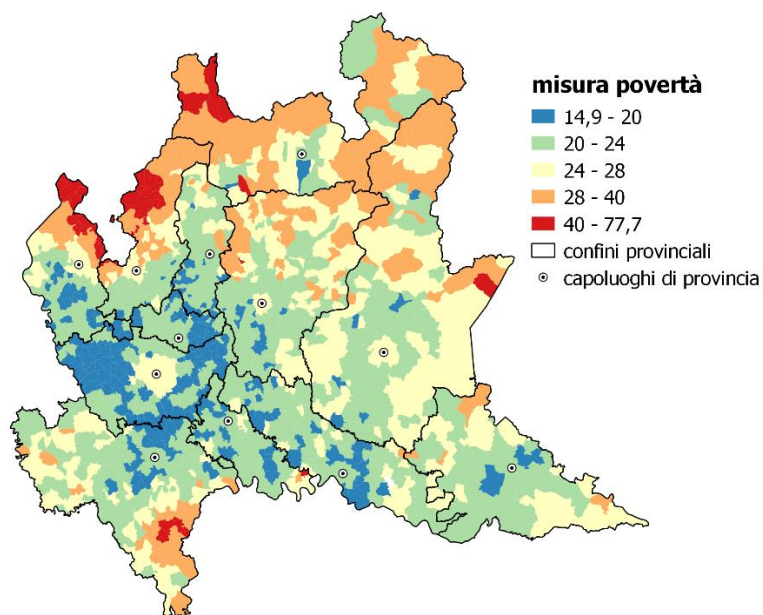 misura povertà
14,9 - 20
20 - 24
24 - 28
28 - 40
40 - 77,7
confini provinciali
capoluoghi di provincia